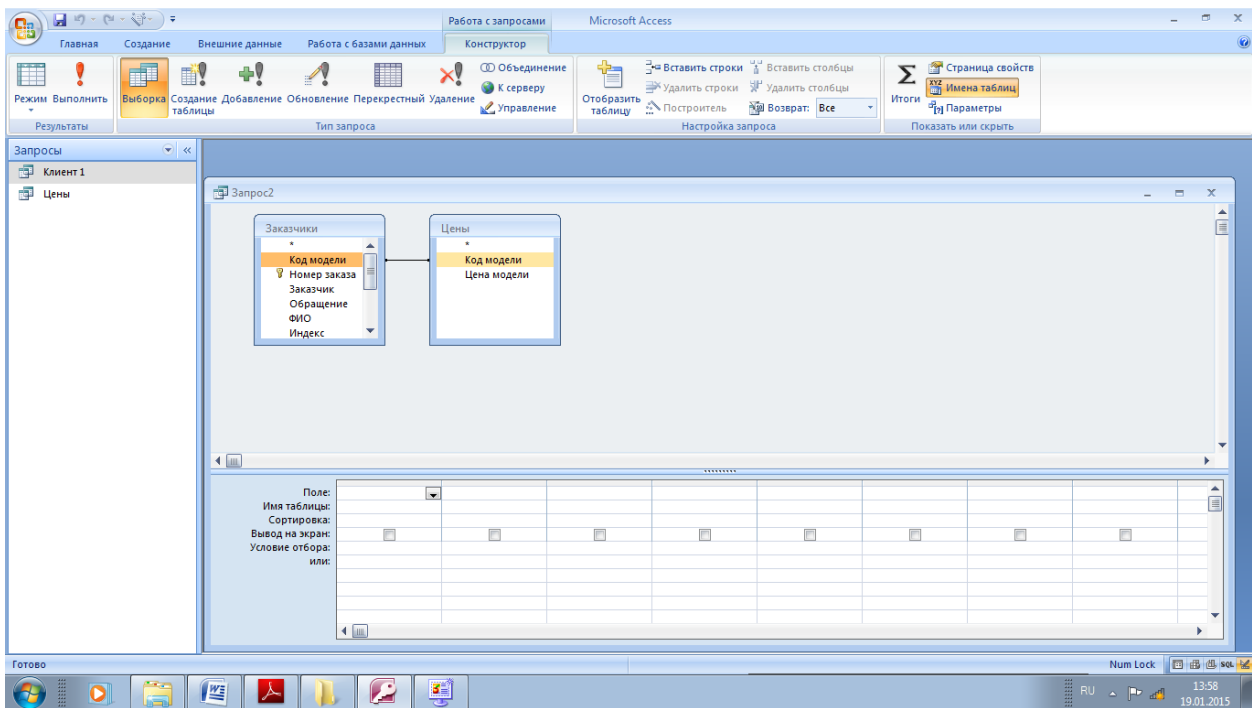 Работа с запросами
Microsoft Access
Главная Создание Внешние данные Работа с базами данных Конструктор
Режим Выполнить
Результаты
Выборка Создание таблицы Добавление Обновление Перекрестный Удаление
Объединение
К серверу
Управление
Тип запроса
Отобразить таблицу
Вставить строки
Удалить строки
Построитель
Вставить столбцы
Удалить столбцы
Возврат: Все
Настройка запроса
Итоги
Страница свойств
Имена таблиц
Параметры
Показать или скрыть
Запросы
Клиент 1
Цены
Запрос2
Заказчики
*
Код модели
Номер заказа
Заказчик
Обращение
ФИО
Индекс
Цены
*
Код модели
Цена модели
Поле:
Имя таблицы:
Сортировка:
Вывод на экран:
Условие отбора:
или:
Готово
Num Lock
SQL
RU
13:58
19.01.2015